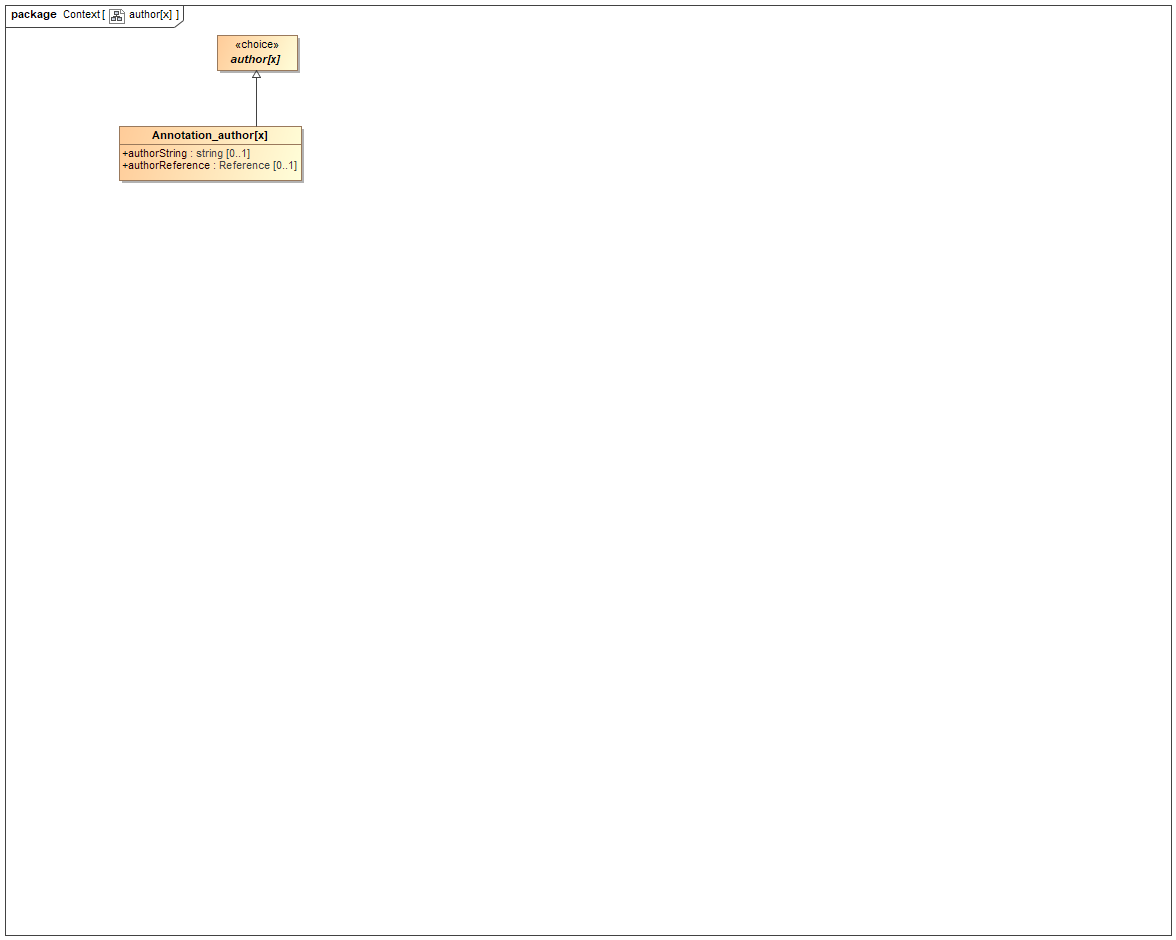 package Context[ author[x] ]
«choice»
author[x]
Annotation_author[x]
+authorString : string [0..1]
+authorReference : Reference [0..1]